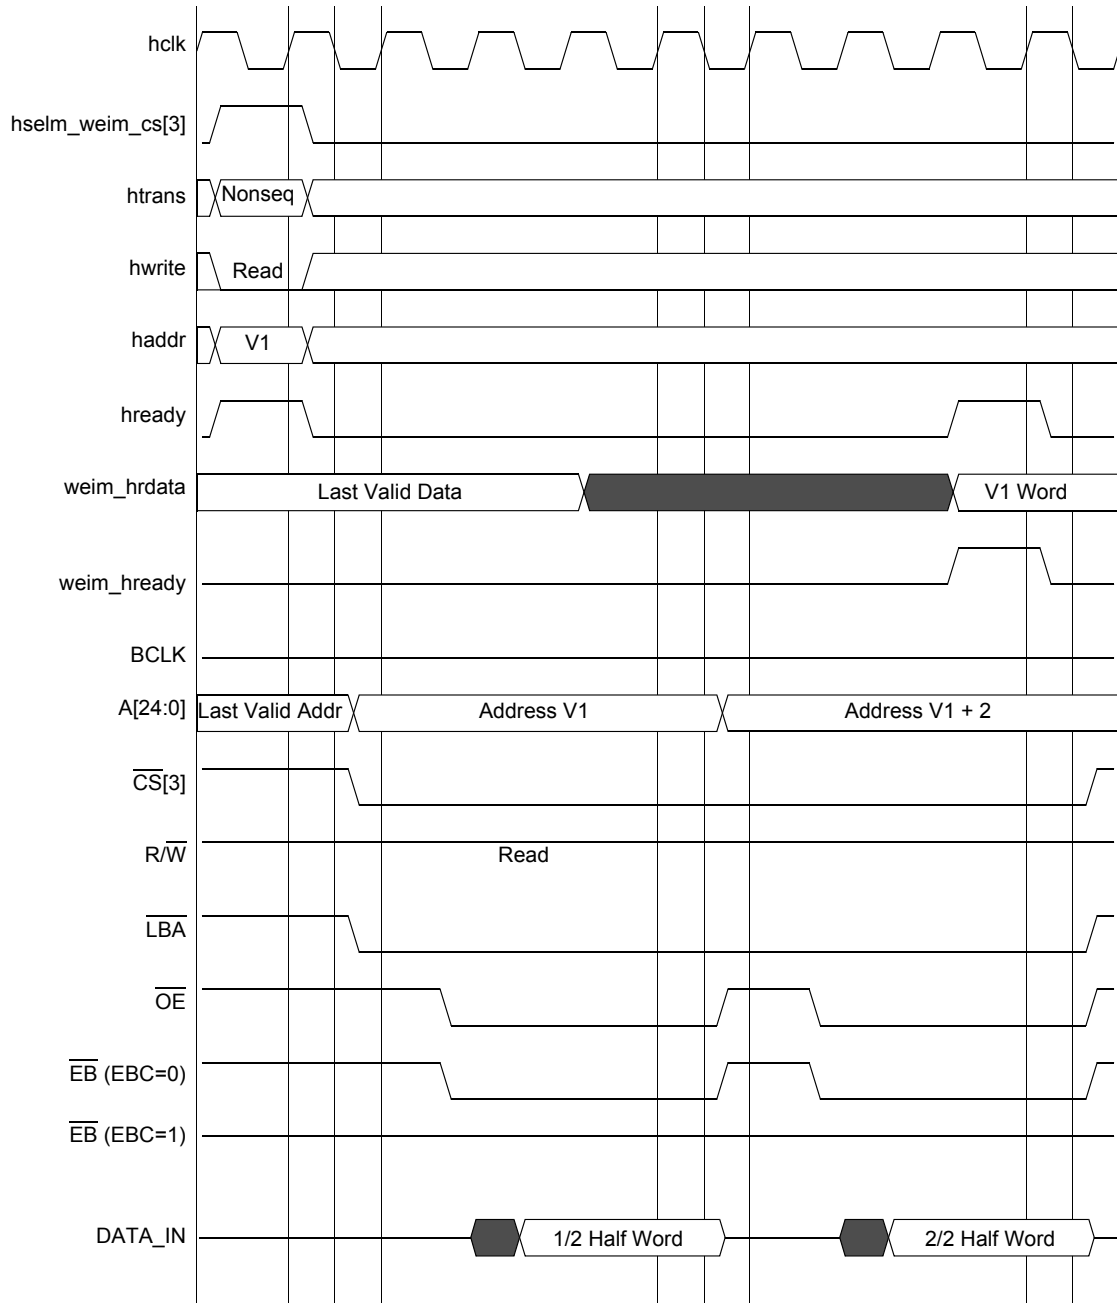 hclk
hselm_weim_cs[3]
htrans Nonseq
hwrite Read
haddr V1
hready
weim_hrdata Last Valid Data V1 Word
weim_hready
BCLK
A[24:0] Last Valid Addr Address V1 Address V1 + 2
CS[3]
R/W Read
LBA
OE
EB (EBC=0)
EB (EBC=1)
DATA_IN 1/2 Half Word 2/2 Half Word